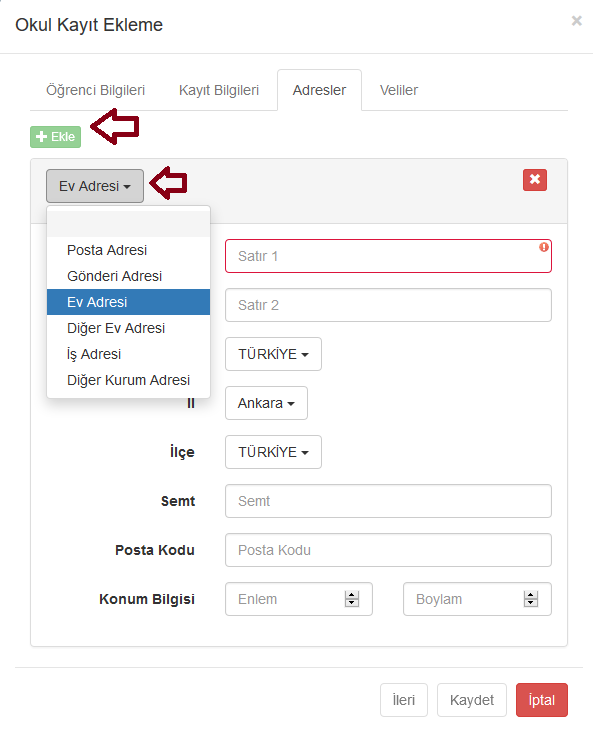 Okul Kayıt Ekleme
×
Öğrenci Bilgileri Kayıt Bilgileri Adresler Veliler
Ekle
Ev Adresi
Posta Adresi
Gönderi Adresi
Ev Adresi
Diğer Ev Adresi
İş Adresi
Diğer Kurum Adresi
Satır 1
Satır 2
TÜRKİYE
Ankara
İlçe TÜRKİYE
Semt Semt
Posta Kodu Posta Kodu
Konum Bilgisi Enlem Boylam
İleri Kaydet İptal